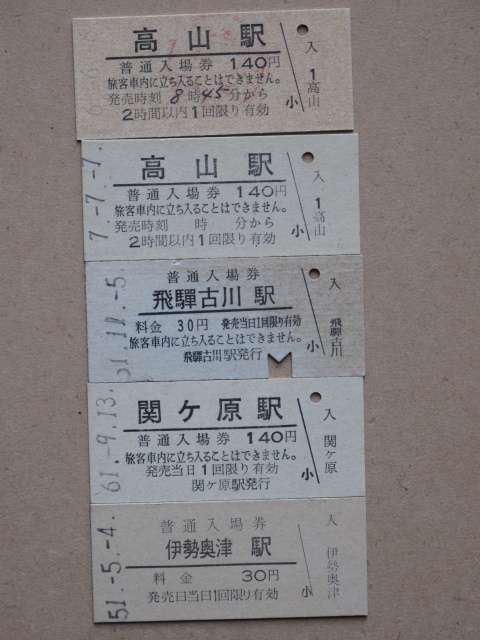 高山駅
普通入場券 140円
旅客車内に立ち入ることはできません。
発売時刻 8時45分から
2時間以内1回限り有効
小
入
1
高山
7.-7.-7.
高山駅
普通入場券 140円
旅客車内に立ち入ることはできません。
発売時刻 時 分から
2時間以内1回限り有効
小
入
1
高山
51.11.-5.
普通入場券
飛驒古川駅
料金 30円 発売当日1回限り有効
旅客車内に立ち入ることはできません。
飛驒古川駅発行
小
入
飛驒古川
61.-9.13.
関ケ原駅
普通入場券 140円
旅客車内に立ち入ることはできません。
発売当日1回限り有効
関ケ原駅発行
小
入
関ケ原
51.-5.-4.
普通入場券
伊勢奥津 駅
料金 30円
発売日当日1回限り有効
小
入
伊勢奥津